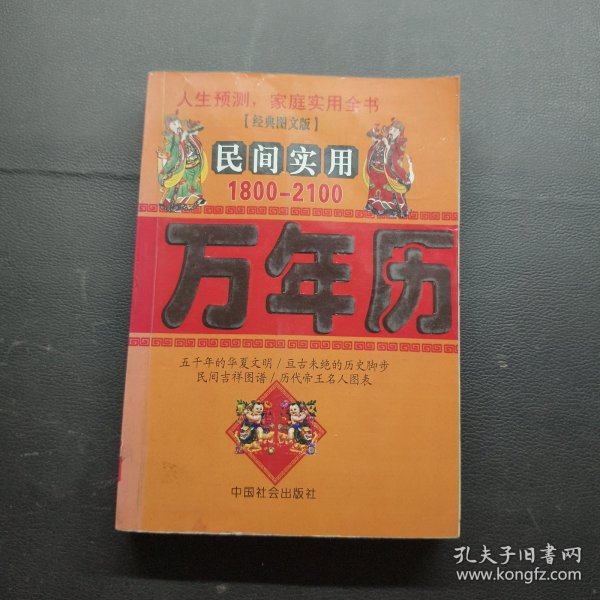 人生预测，家庭实用全书
【经典图文版】
民间实用
1800-2100
万年历
五千年的华夏文明/亘古未绝的历史脚步
民间吉祥图谱/历代帝王名人图表
中国社会出版社
孔夫子旧书网
www.kongfz.com